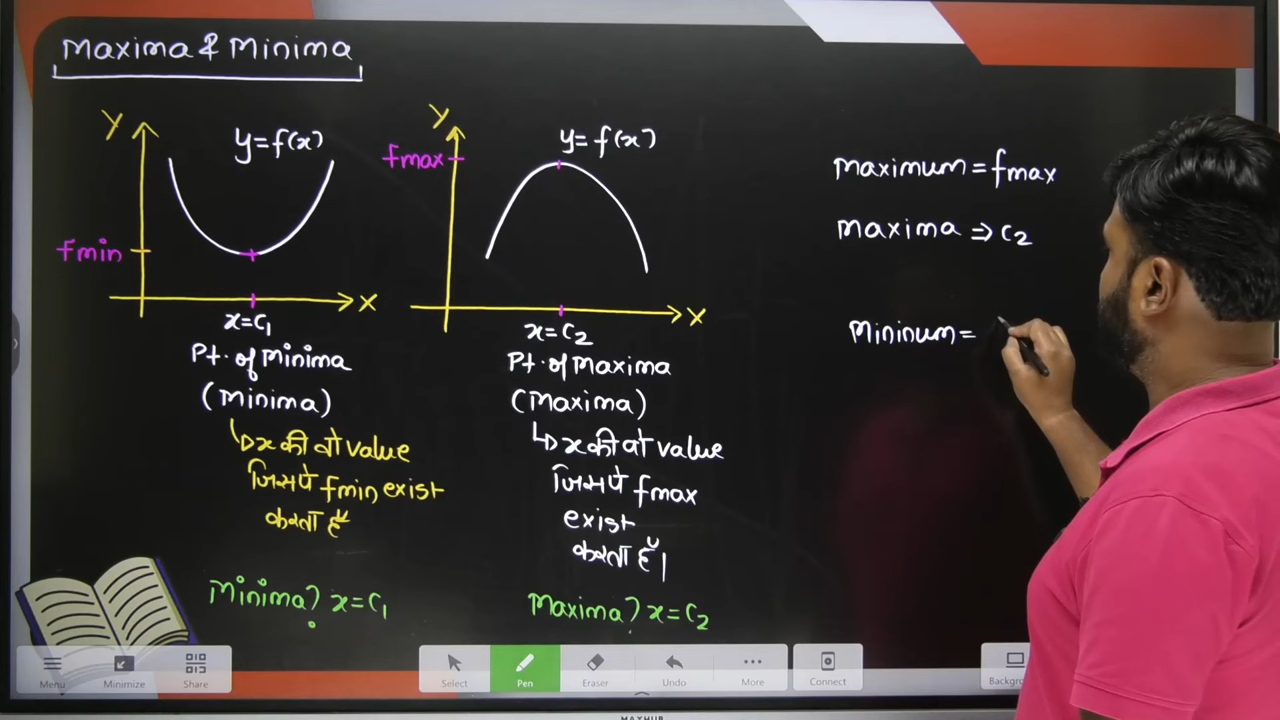 Maxima & Minima
Y
y=f(x)
fmin
X
x=c₁
Pt. of Minima
(Minima)
↳ x की वो value
जिसपे fmin exist
करता है
Minima? x=c₁
Y
fmax
y=f(x)
X
x=c₂
Pt. of Maxima
(Maxima)
↳ x की वो value
जिसपे fmax
exist
करता है।
Maxima? x=c₂
maximum = fmax
maxima ⇒ c₂
Mininum =
Menu
Minimize
Share
Select
Pen
Eraser
Undo
More
Connect
Backgro
MAXHUB